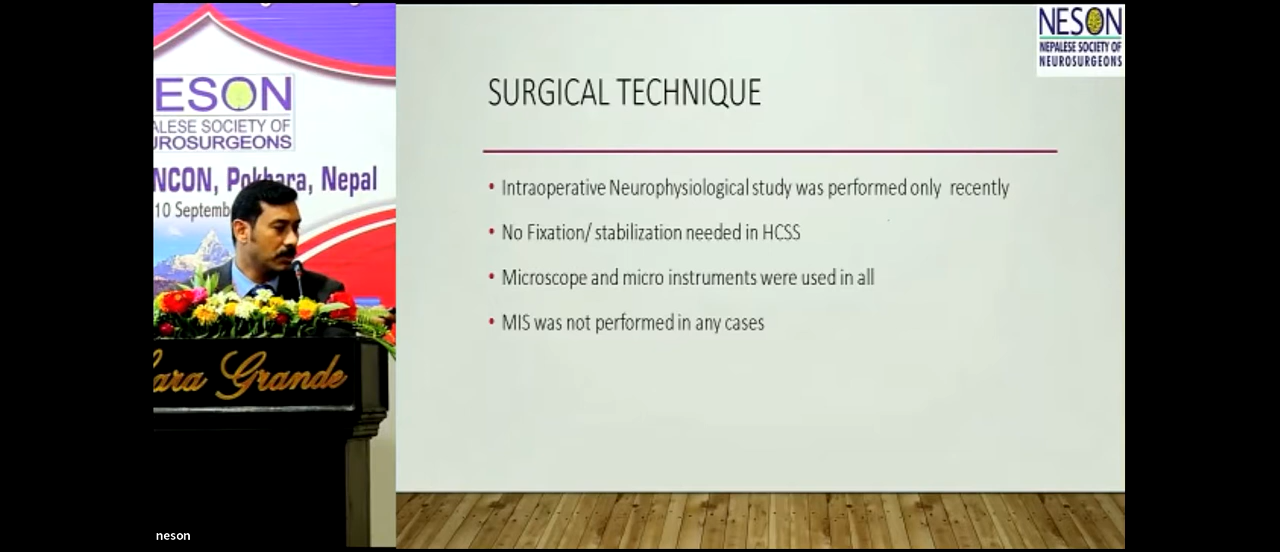 ESON
ALESE SOCIETY OF
UROSURGEONS
NCON, Pokhara, Nepal
10 Septemb
ara Grande
neson
NESON
NEPALESE SOCIETY OF
NEUROSURGEONS
SURGICAL TECHNIQUE
• Intraoperative Neurophysiological study was performed only recently
• No Fixation/ stabilization needed in HCSS
• Microscope and micro instruments were used in all
• MIS was not performed in any cases